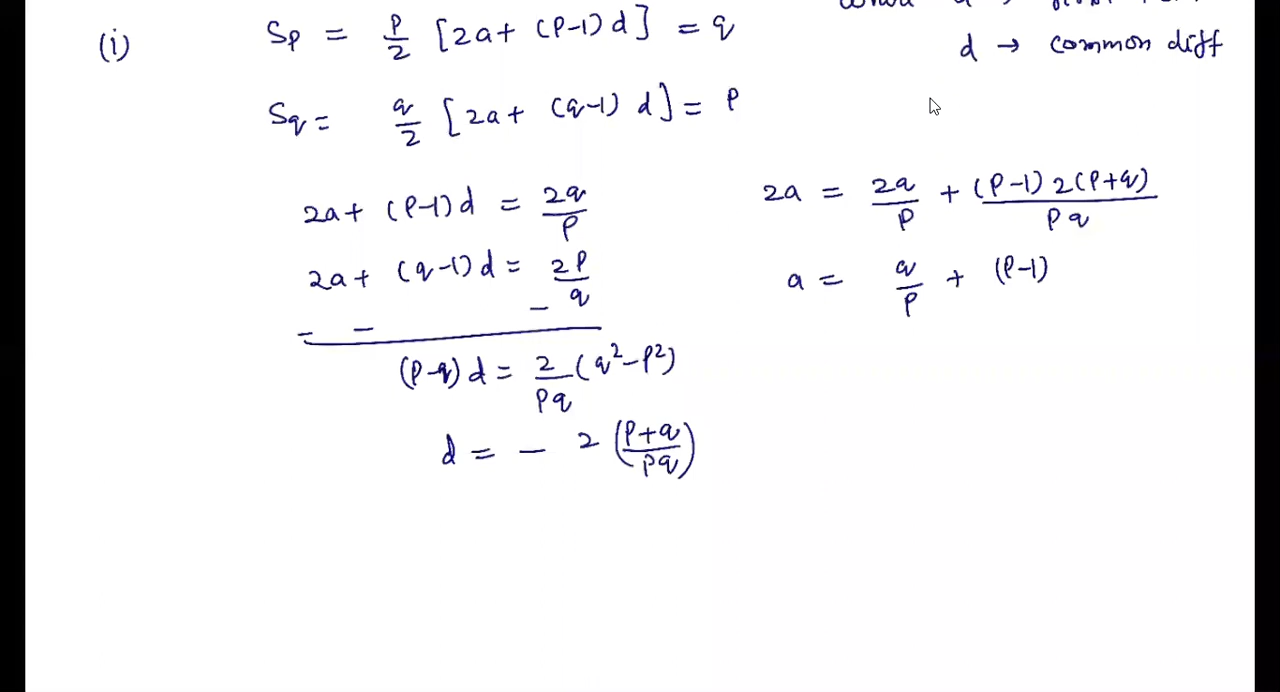 (i) Sp = p/2 [2a + (p-1) d] = q
d → common diff
Sq = q/2 [2a + (q-1) d] = p
2a + (p-1) d = 2q/p
2a + (q-1) d = 2p/q
- - -
(p-q) d = 2/pq (q² - p²)
d = - 2 (p+q/pq)
2a = 2q/p + (p-1) 2(p+q)/pq
a = q/p + (p-1)